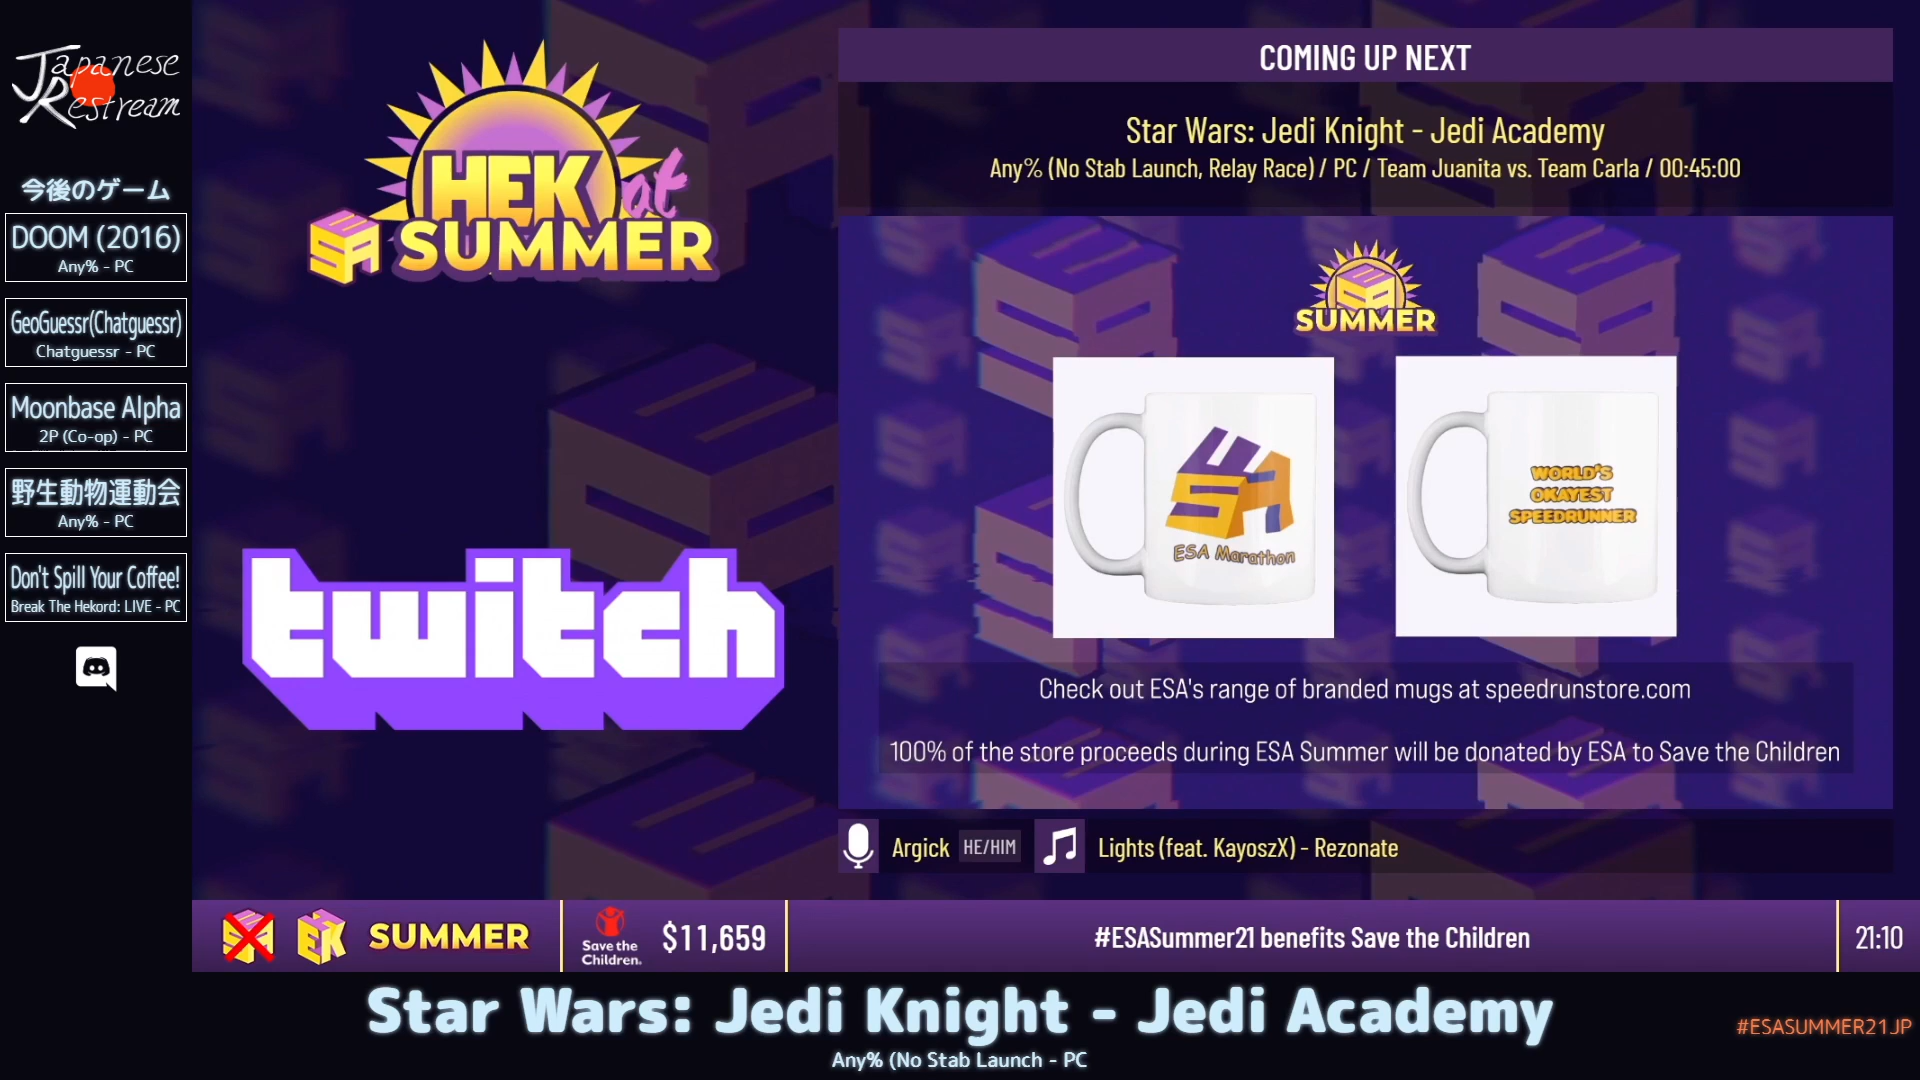 Japanese
Restream
今後のゲーム
DOOM (2016)
Any% - PC
GeoGuessr(Chatguessr)
Chatguessr - PC
Moonbase Alpha
2P (Co-op) - PC
野生動物運動会
Any% - PC
Don't Spill Your Coffee!
Break The Hekord: LIVE - PC
HEK at
ESA SUMMER
twitch
COMING UP NEXT
Star Wars: Jedi Knight - Jedi Academy
Any% (No Stab Launch, Relay Race) / PC / Team Juanita vs. Team Carla / 00:45:00
ESA
SUMMER
ESA
ESA Marathon
WORLD'S
OKAYEST
SPEEDRUNNER
Check out ESA's range of branded mugs at speedrunstore.com
100% of the store proceeds during ESA Summer will be donated by ESA to Save the Children
Argick HE/HIM Lights (feat. KayoszX) - Rezonate
ESA HEK SUMMER
Save the
Children.
$11,659
#ESASummer21 benefits Save the Children
21:10
Star Wars: Jedi Knight - Jedi Academy
Any% (No Stab Launch - PC
#ESASUMMER21JP